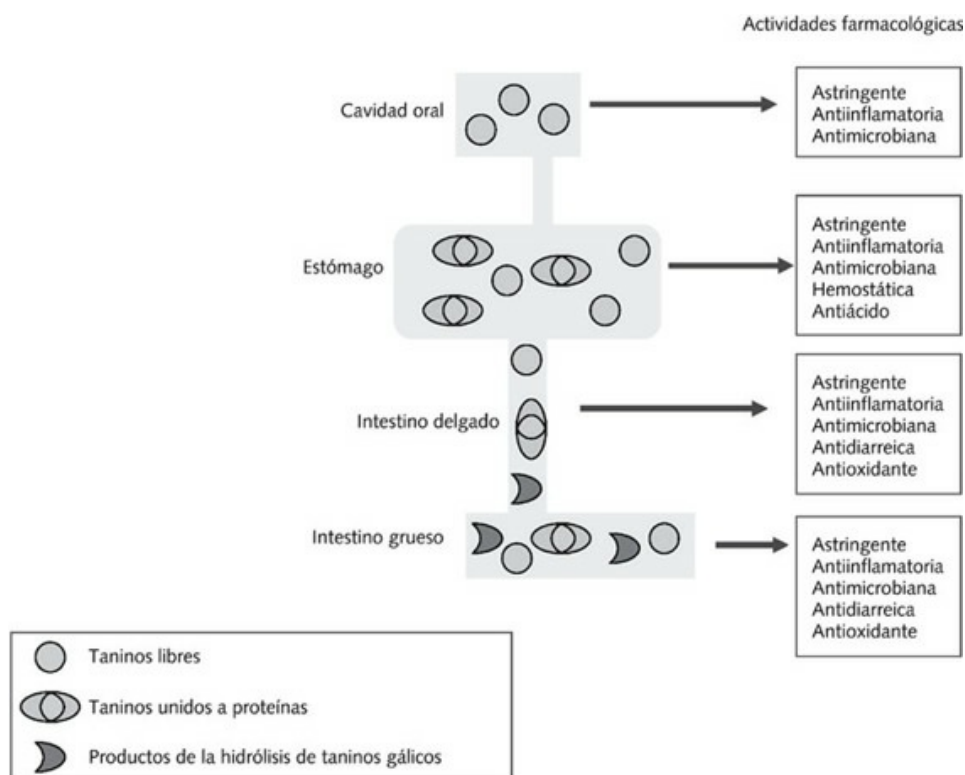 Actividades farmacológicas
Cavidad oral
Astringente
Antiinflamatoria
Antimicrobiana
Estómago
Astringente
Antiinflamatoria
Antimicrobiana
Hemostática
Antiácido
Intestino delgado
Astringente
Antiinflamatoria
Antimicrobiana
Antidiarreica
Antioxidante
Intestino grueso
Astringente
Antiinflamatoria
Antimicrobiana
Antidiarreica
Antioxidante
Taninos libres
Taninos unidos a proteínas
Productos de la hidrólisis de taninos gálicos